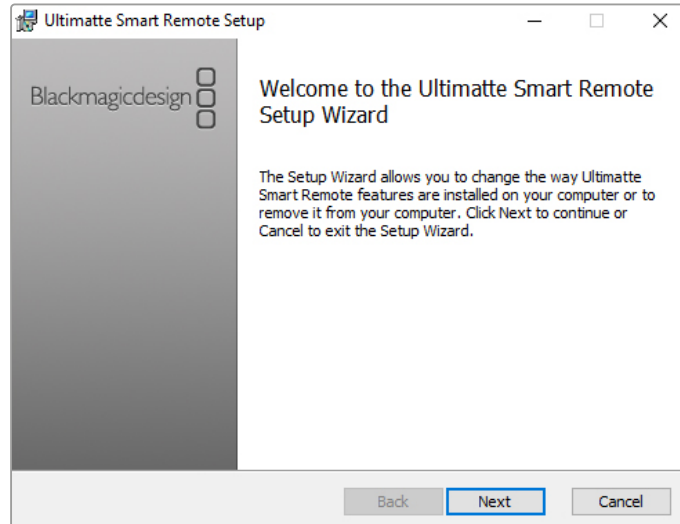 Ultimatte Smart Remote Setup
Blackmagicdesign
Welcome to the Ultimatte Smart Remote
Setup Wizard
The Setup Wizard allows you to change the way Ultimatte
Smart Remote features are installed on your computer or to
remove it from your computer. Click Next to continue or
Cancel to exit the Setup Wizard.
Back
Next
Cancel